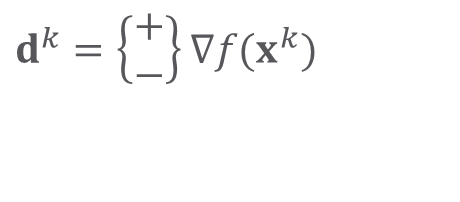 𝐝ᵏ = {+ −} ∇f(𝐱ᵏ)